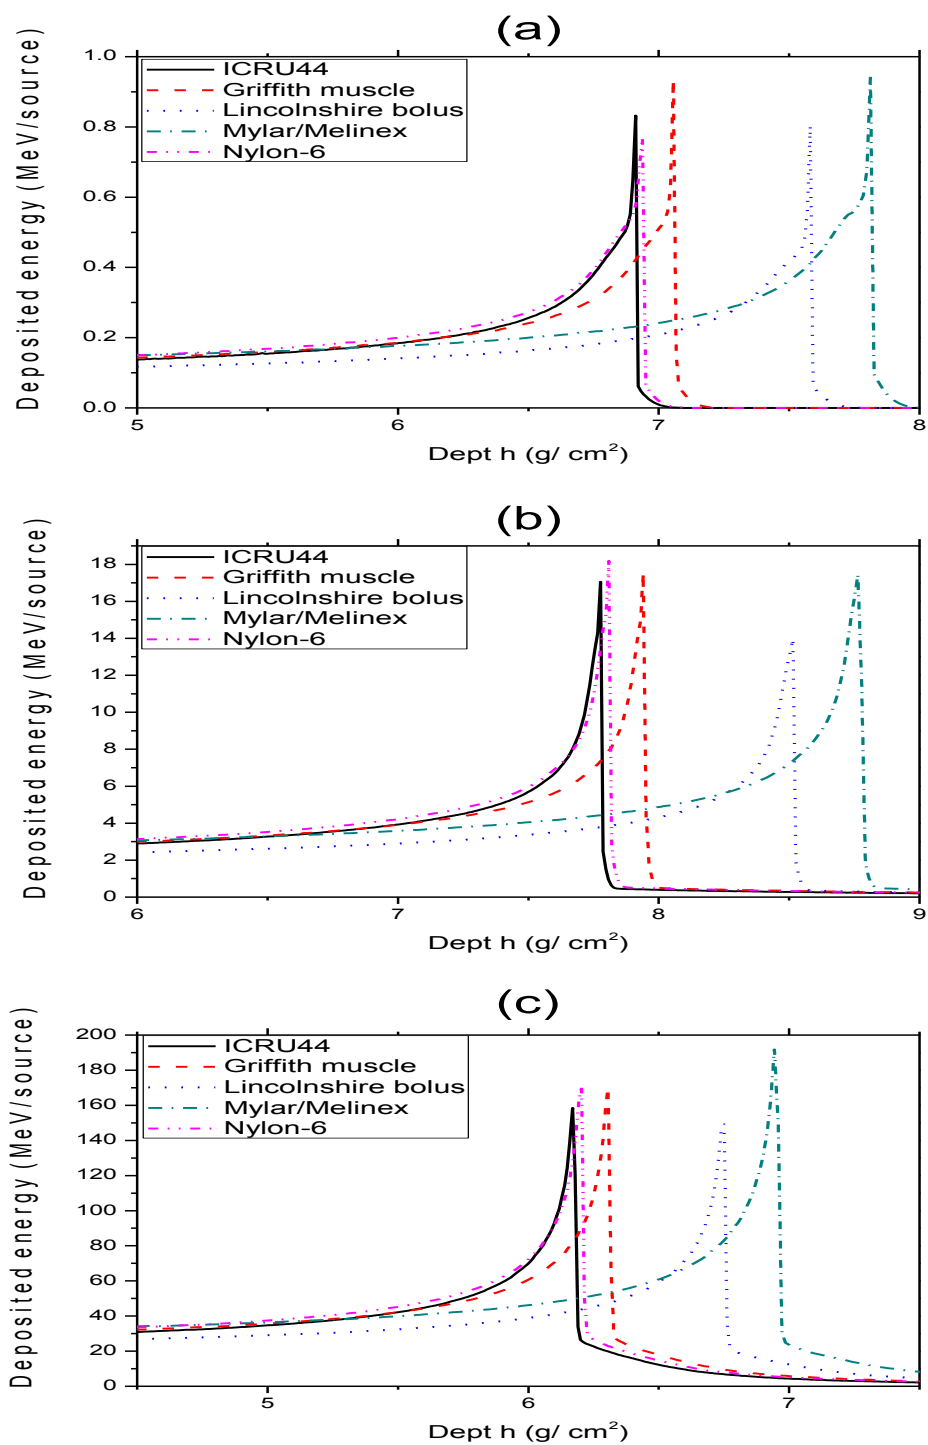 (a)
Deposited energy (MeV/source)
1.0
0.8
0.6
0.4
0.2
0.0
ICRU44
Griffith muscle
Lincolnshire bolus
Mylar/Melinex
Nylon-6
5 6 7 8
Dept h (g/ cm²)
(b)
Deposited energy (MeV/source)
18
16
14
12
10
8
6
4
2
0
ICRU44
Griffith muscle
Lincolnshire bolus
Mylar/Melinex
Nylon-6
6 7 8 9
Dept h (g/ cm²)
(c)
Deposited energy (MeV/source)
200
180
160
140
120
100
80
60
40
20
0
ICRU44
Griffith muscle
Lincolnshire bolus
Mylar/Melinex
Nylon-6
5 6 7
Dept h (g/ cm²)